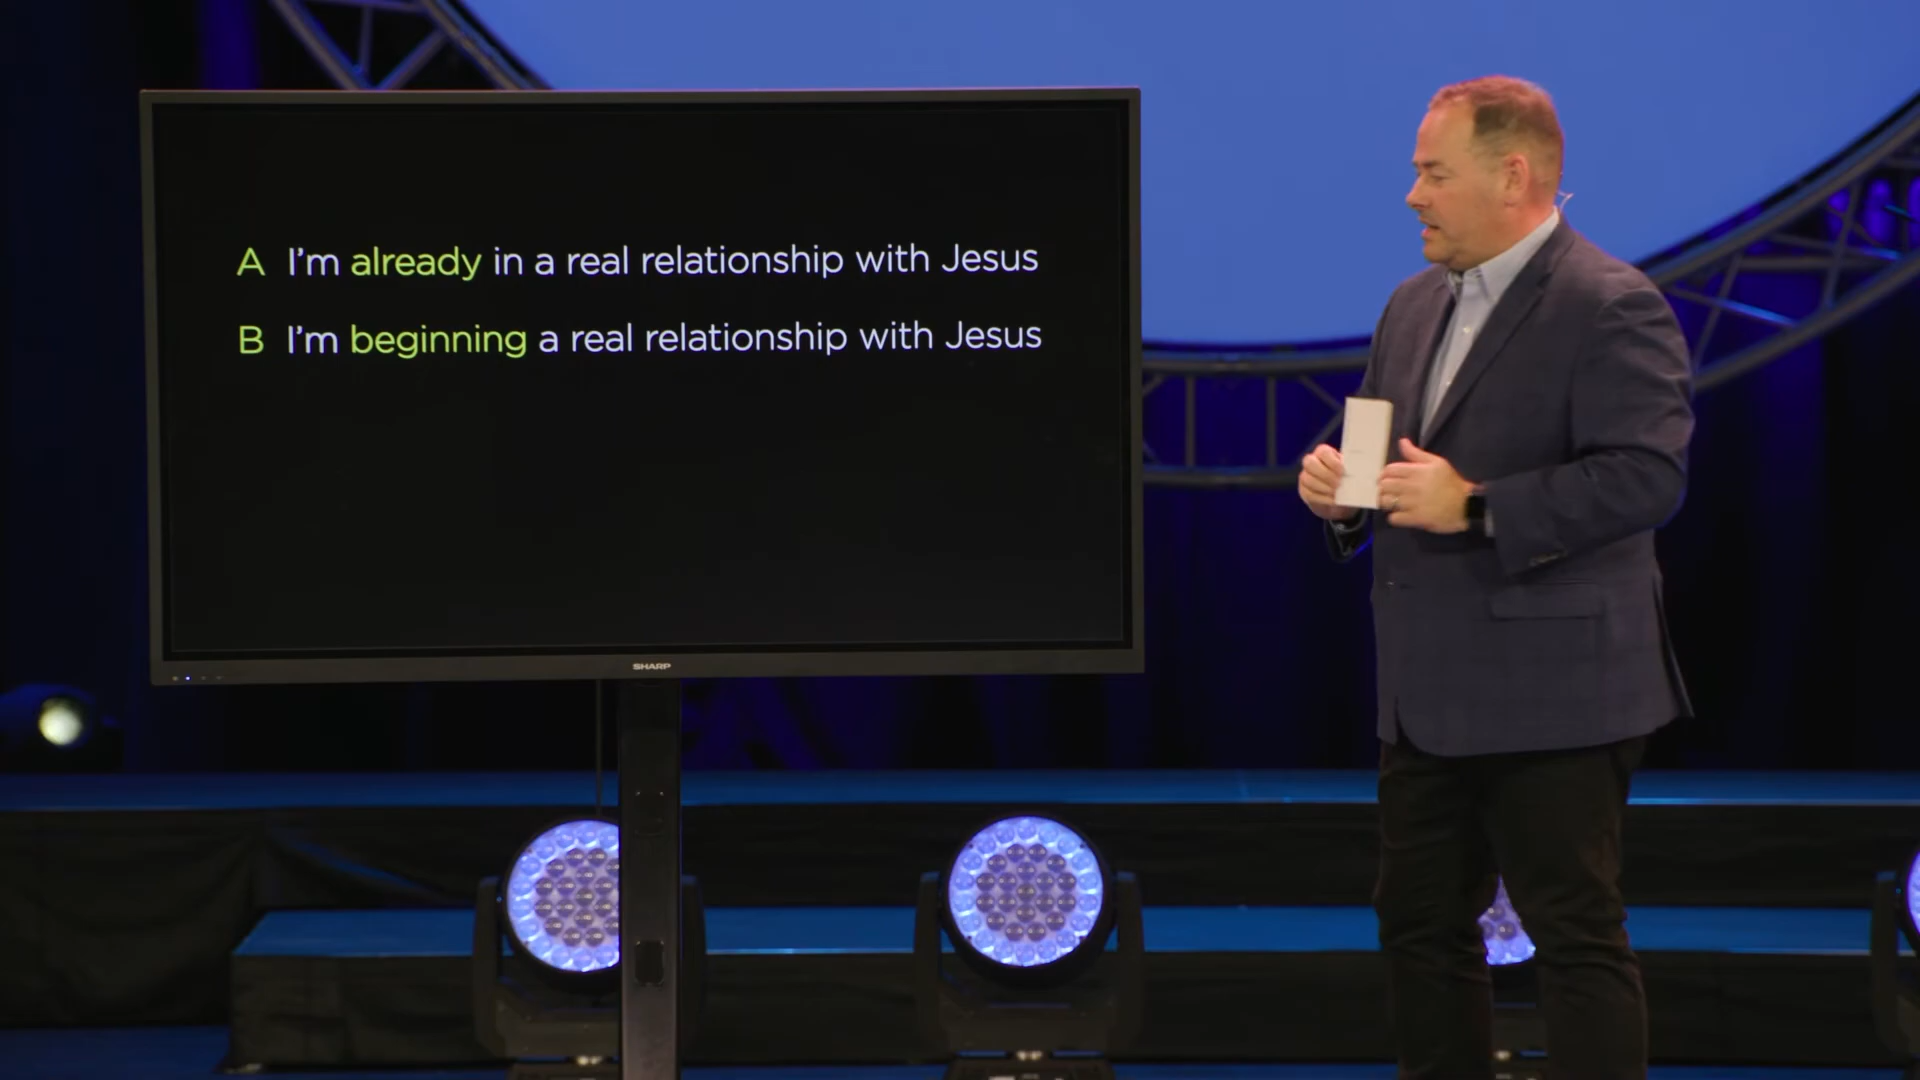 A I'm already in a real relationship with Jesus
B I'm beginning a real relationship with Jesus
SHARP